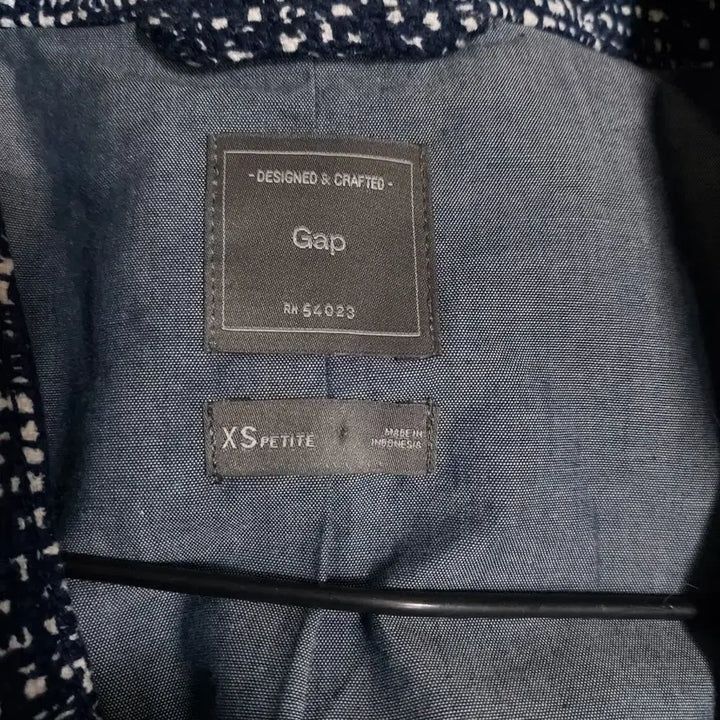 - DESIGNED & CRAFTED -
Gap
RN 54023
XS PETITE
MADE IN
INDONESIA